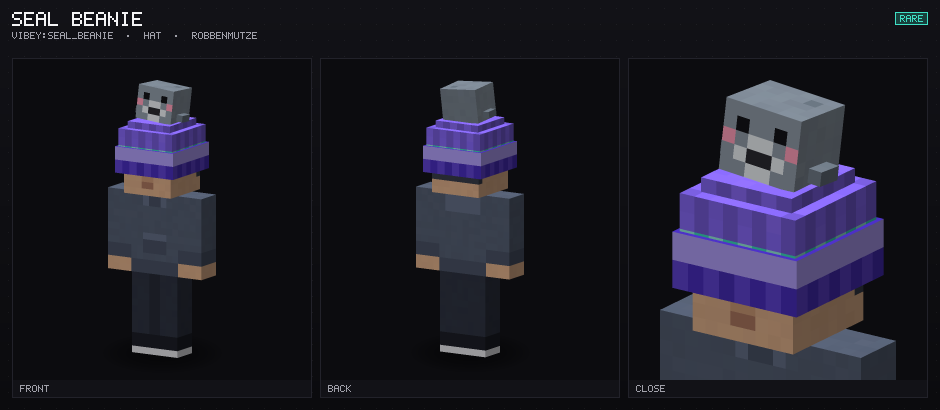 SEAL BEANIE
RARE
VIBEY:SEAL_BEANIE • HAT • ROBBENMUTZE
FRONT
BACK
CLOSE